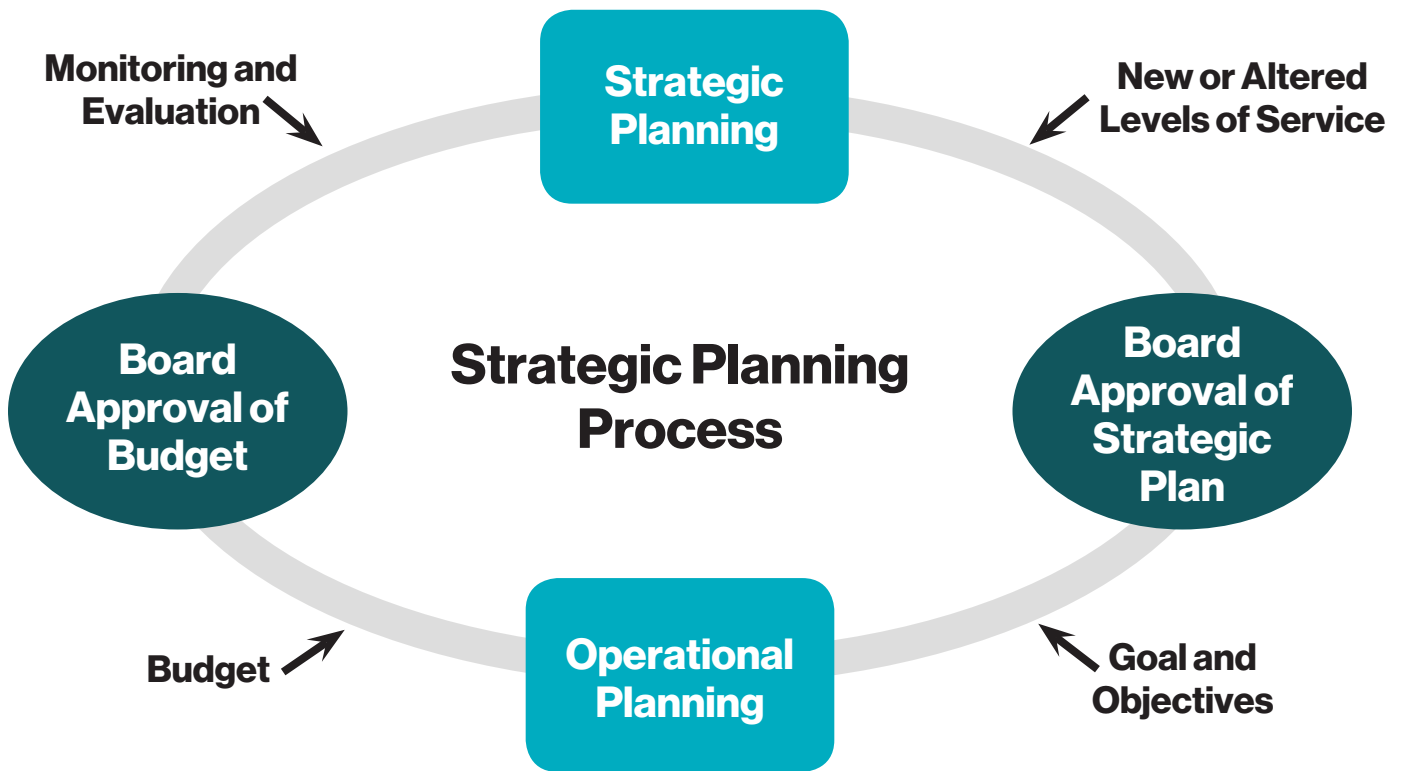 Monitoring and
Evaluation
Strategic
Planning
New or Altered
Levels of Service
Board
Approval of
Budget
Strategic Planning
Process
Board
Approval of
Strategic
Plan
Budget
Operational
Planning
Goal and
Objectives